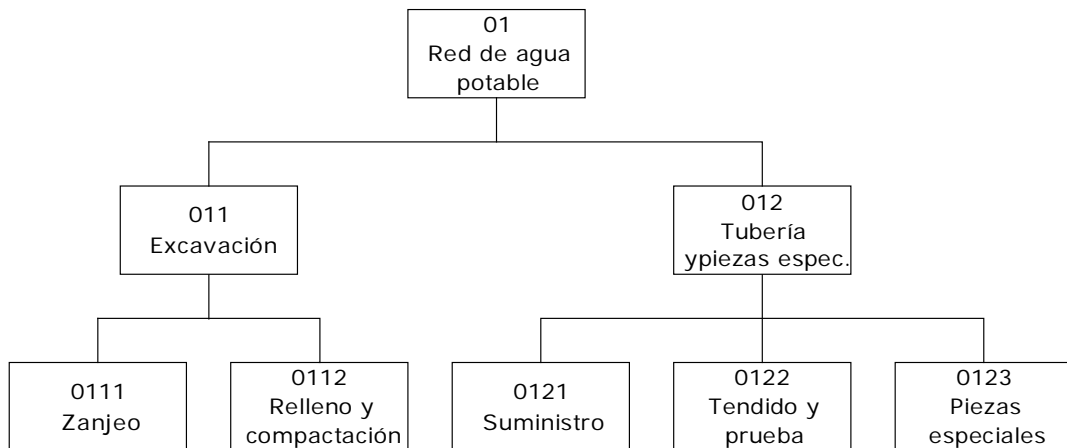 01
Red de agua
potable
011
Excavación
012
Tubería
ypiezas espec.
0111
Zanjeo
0112
Relleno y
compactación
0121
Suministro
0122
Tendido y
prueba
0123
Piezas
especiales